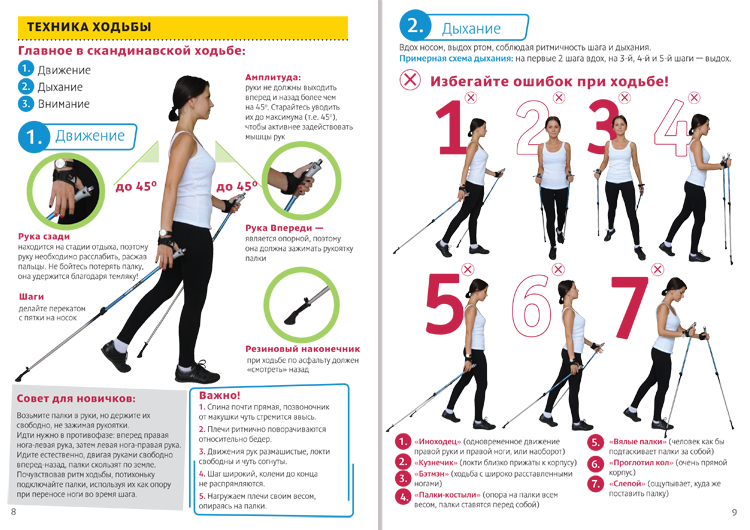 ТЕХНИКА ХОДЬБЫ
Главное в скандинавской ходьбе:
1. Движение
2. Дыхание
3. Внимание
1. Движение
Амплитуда:
руки не должны выходить
вперед и назад более чем
на 45º. Старайтесь уводить
их до максимума (т.е. 45º),
чтобы активнее задействовать
мышцы рук
до 45º
до 45º
Рука сзади
находится на стадии отдыха, поэтому
руку необходимо расслабить, разжав
пальцы. Не бойтесь потерять палку,
она удержится благодаря темляку!
Рука Впереди —
является опорной, поэтому
она должна зажимать рукоятку
палки
Шаги
делайте перекатом
с пятки на носок
Резиновый наконечник
при ходьбе по асфальту должен
«смотреть» назад
Совет для новичков:
Возьмите палки в руки, но держите их
свободно, не зажимая рукоятки.
Идти нужно в противофазе: вперед правая
нога-левая рука, затем левая нога-правая рука.
Идите естественно, двигая руками свободно
вперед-назад, палки скользят по земле.
Почувствовав ритм ходьбы, потихоньку
подключайте палки, используя их как опору
при переносе ноги во время шага.
Важно!
1. Спина почти прямая, позвоночник
от макушки чуть стремится ввысь.
2. Плечи ритмично поворачиваются
относительно бедер.
3. Движения рук размашистые, локти
свободны и чуть согнуты.
4. Шаг широкий, колени до конца
не распрямляются.
5. Нагружаем плечи своим весом,
опираясь на палки.
8
2. Дыхание
Вдох носом, выдох ртом, соблюдая ритмичность шага и дыхания.
Примерная схема дыхания: на первые 2 шага вдох, на 3-й, 4-й и 5-й шаги — выдох.
Избегайте ошибок при ходьбе!
1 2 3 4
5 6 7
1. «Иноходец» (одновременное движение
правой руки и правой ноги, или наоборот)
2. «Кузнечик» (локти близко прижаты к корпусу)
3. «Бэтмэн» (ходьба с широко расставленными
ногами)
4. «Палки-костыли» (опора на палки всем
весом, палки ставятся перед собой)
5. «Вялые палки» (человек как бы
подтаскивает палки за собой)
6. «Проглотил кол» (очень прямой
корпус)
7. «Слепой» (ощупывает, куда же
поставить палку)
9